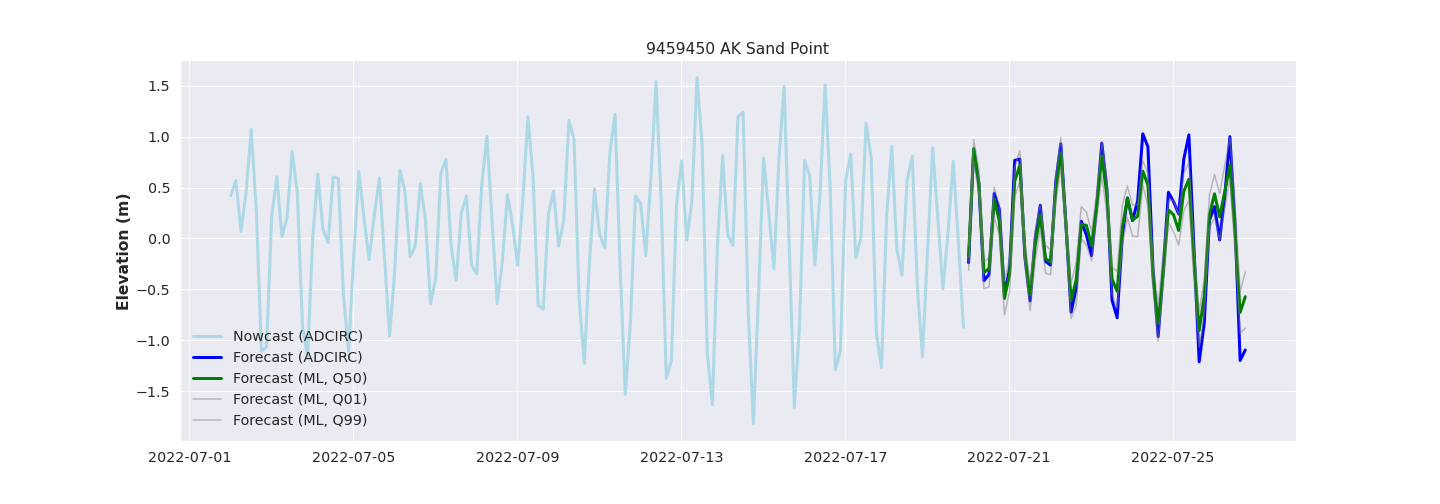 9459450 AK Sand Point
Elevation (m)
1.5
1.0
0.5
0.0
−0.5
−1.0
−1.5
Nowcast (ADCIRC)
Forecast (ADCIRC)
Forecast (ML, Q50)
Forecast (ML, Q01)
Forecast (ML, Q99)
2022-07-01 2022-07-05 2022-07-09 2022-07-13 2022-07-17 2022-07-21 2022-07-25